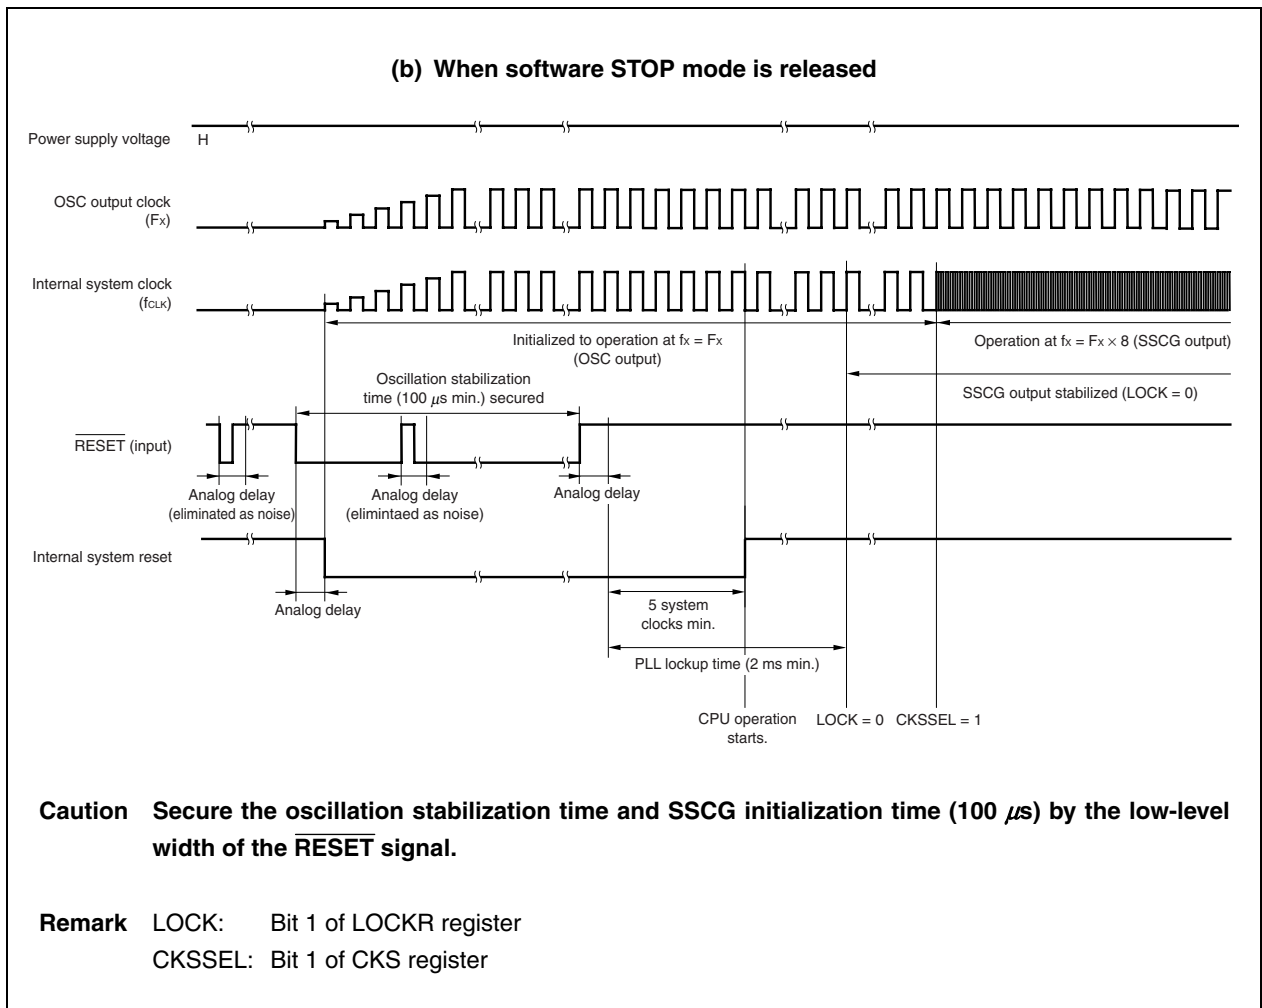 (b) When software STOP mode is released
Power supply voltage
H
OSC output clock
(Fx)
Internal system clock
(fCLK)
Initialized to operation at fx = Fx
(OSC output)
Operation at fx = Fx × 8 (SSCG output)
Oscillation stabilization
time (100 μs min.) secured
SSCG output stabilized (LOCK = 0)
RESET (input)
Analog delay
(eliminated as noise)
Analog delay
(elimintaed as noise)
Analog delay
Internal system reset
Analog delay
5 system
clocks min.
PLL lockup time (2 ms min.)
CPU operation
starts.
LOCK = 0
CKSSEL = 1
Caution Secure the oscillation stabilization time and SSCG initialization time (100 μs) by the low-level
width of the RESET signal.
Remark LOCK: Bit 1 of LOCKR register
CKSSEL: Bit 1 of CKS register